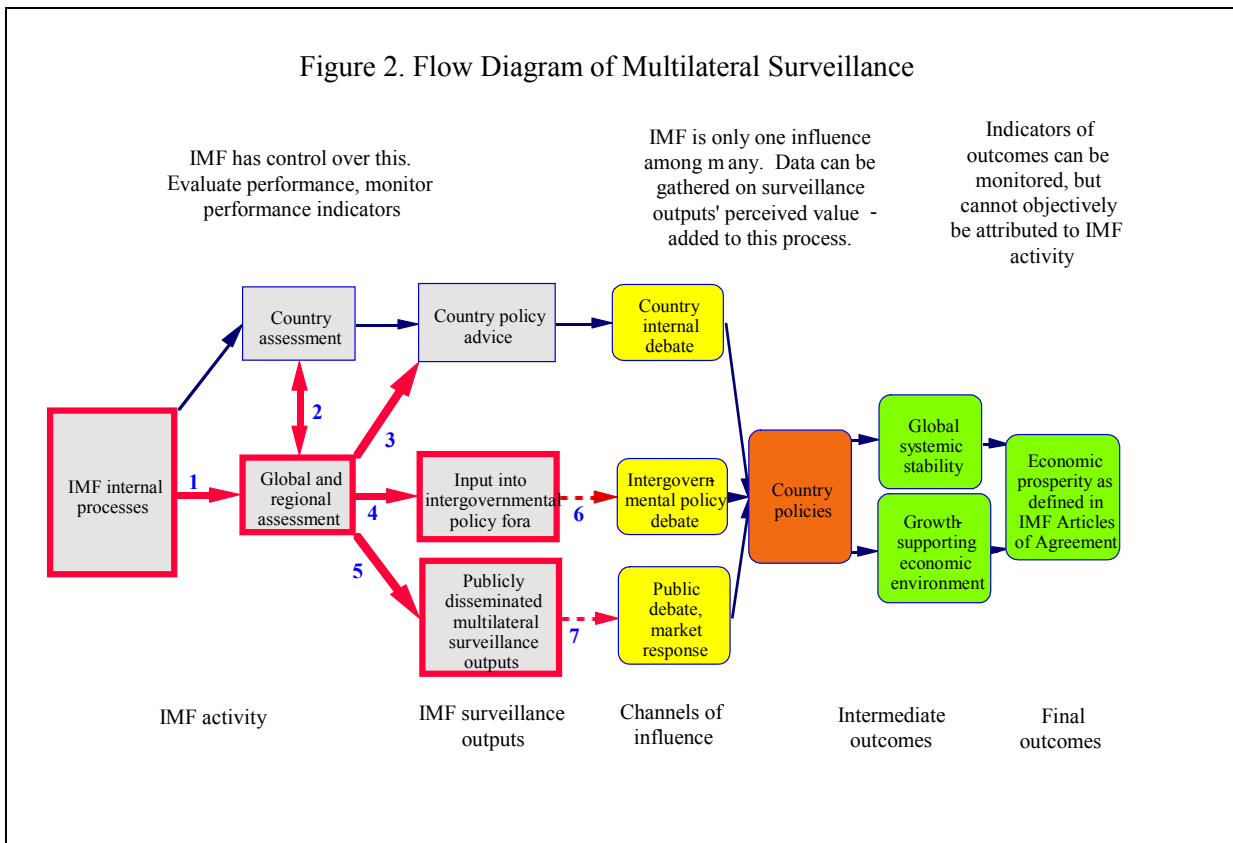 Figure 2. Flow Diagram of Multilateral Surveillance
IMF has control over this.
Evaluate performance, monitor
performance indicators
IMF is only one influence
among m any. Data can be
gathered on surveillance
outputs' perceived value -
added to this process.
Indicators of
outcomes can be
monitored, but
cannot objectively
be attributed to IMF
activity
Country
assessment
Country policy
advice
Country
internal
debate
2
3
IMF internal
processes
1
Global and
regional
assessment
4
Input into
intergovernmental
policy fora
6
Intergovern-
mental policy
debate
Country
policies
Global
systemic
stability
Growth-
supporting
economic
environment
Economic
prosperity as
defined in
IMF Articles
of Agreement
5
Publicly
disseminated
multilateral
surveillance
outputs
7
Public
debate,
market
response
IMF activity
IMF surveillance
outputs
Channels of
influence
Intermediate
outcomes
Final
outcomes